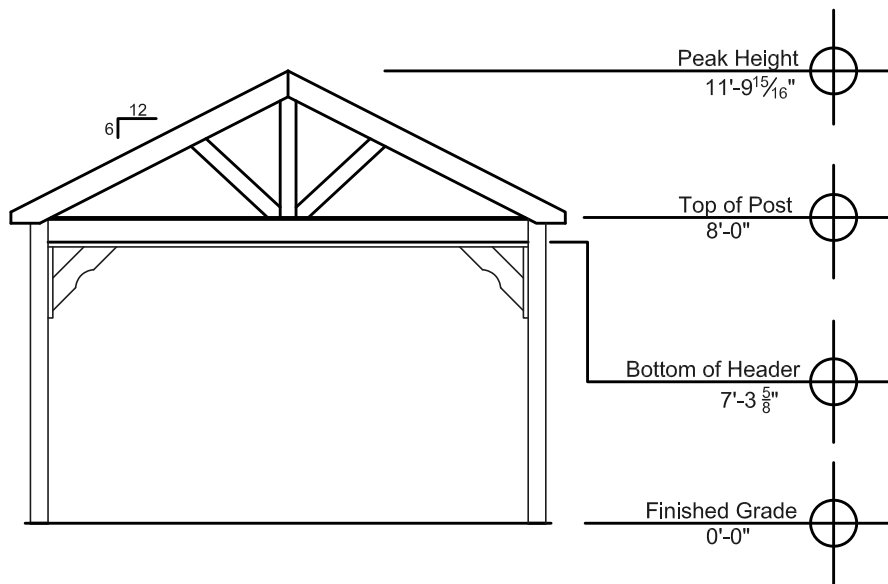 Peak Height
11'-9 15/16"
12
6
Top of Post
8'-0"
Bottom of Header
7'-3 5/8"
Finished Grade
0'-0"